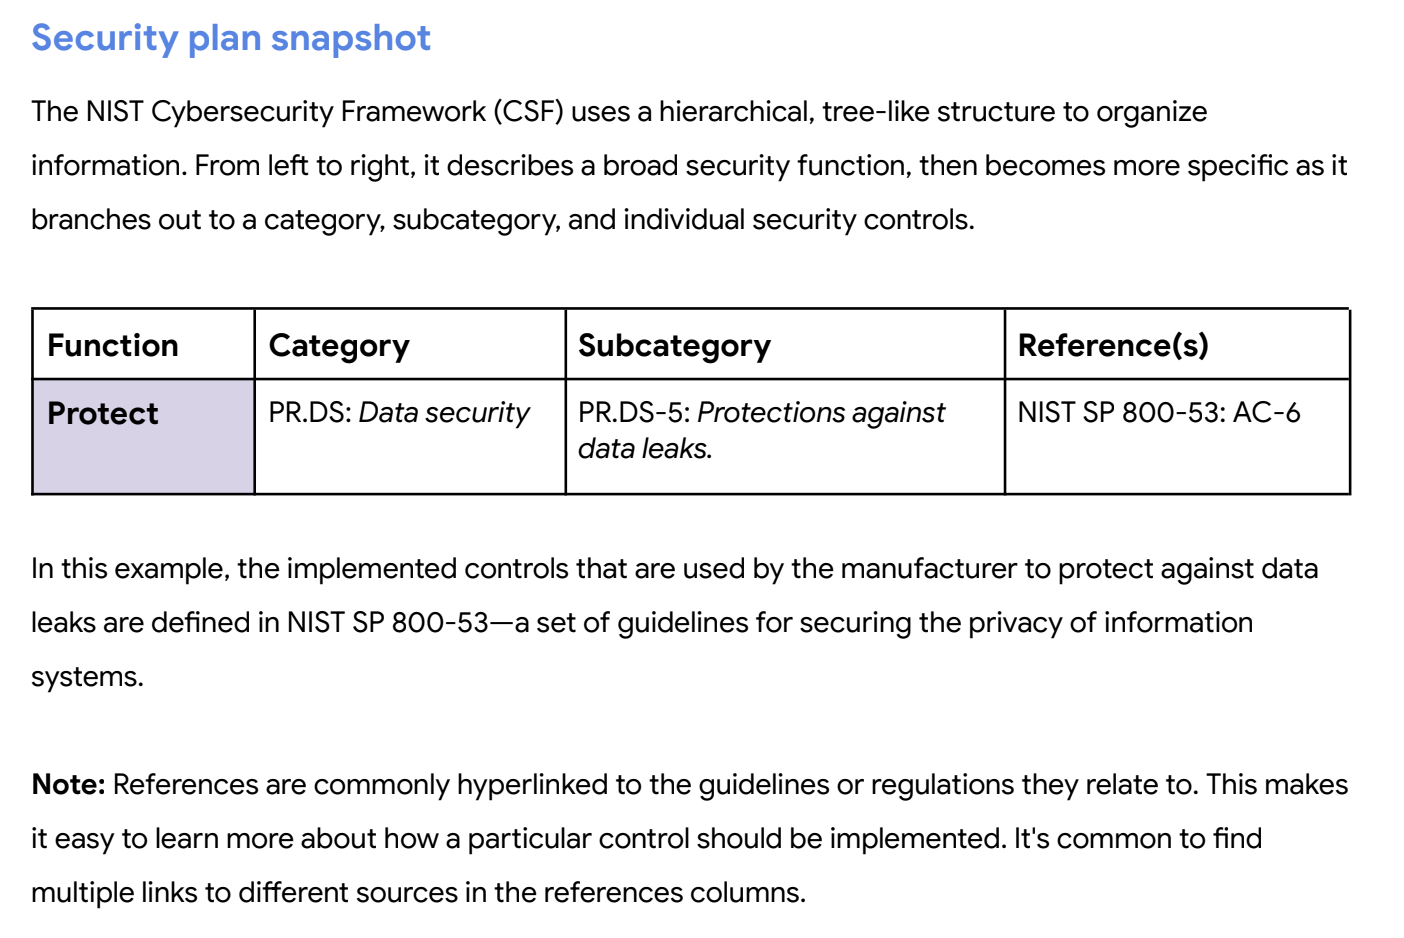 Security plan snapshot
The NIST Cybersecurity Framework (CSF) uses a hierarchical, tree-like structure to organize
information. From left to right, it describes a broad security function, then becomes more specific as it
branches out to a category, subcategory, and individual security controls.
Function Category Subcategory Reference(s)
Protect PR.DS: Data security PR.DS-5: Protections against NIST SP 800-53: AC-6
data leaks.
In this example, the implemented controls that are used by the manufacturer to protect against data
leaks are defined in NIST SP 800-53—a set of guidelines for securing the privacy of information
systems.
Note: References are commonly hyperlinked to the guidelines or regulations they relate to. This makes
it easy to learn more about how a particular control should be implemented. It's common to find
multiple links to different sources in the references columns.